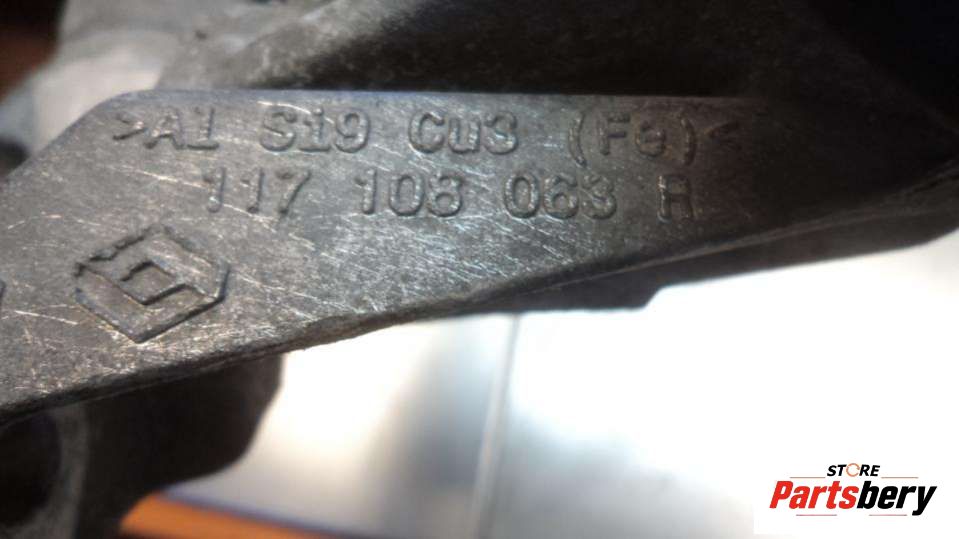 >Al Si9 Cu3 (Fe)<
117 108 063 R
STORE
Partsbery